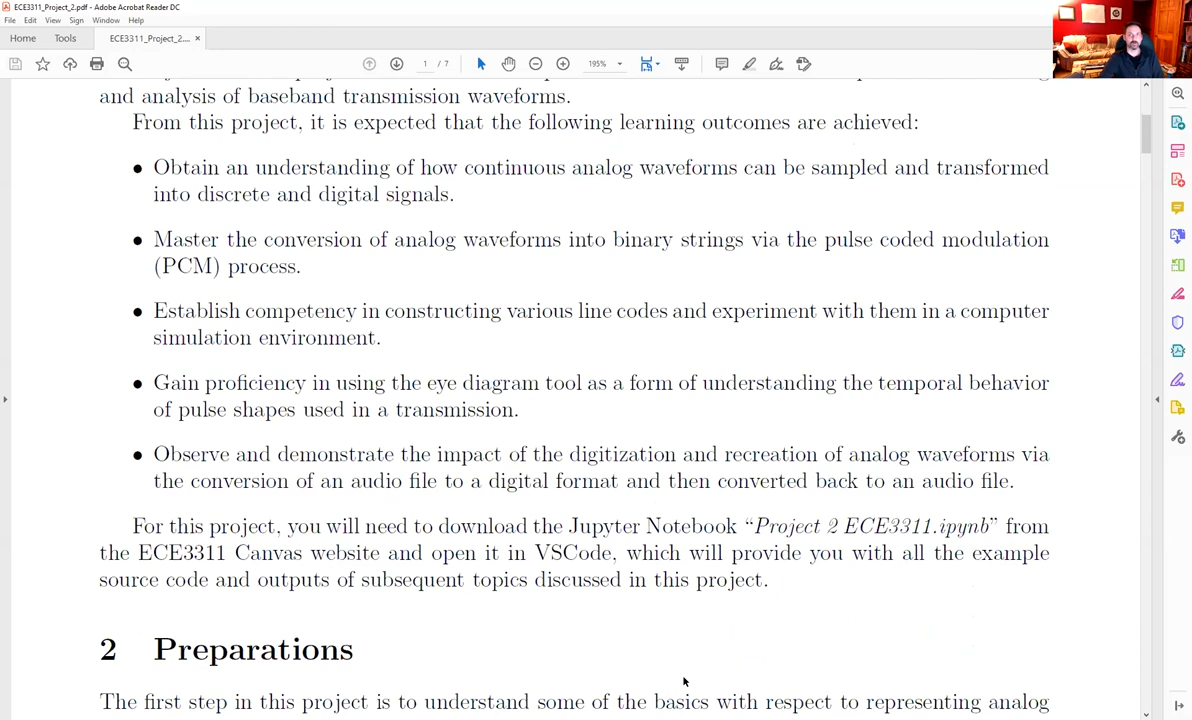 ECE3311_Project_2.pdf - Adobe Acrobat Reader DC
File Edit View Sign Window Help
Home Tools ECE3311_Project_2.... ×
1 / 7 195%
and analysis of baseband transmission waveforms.
From this project, it is expected that the following learning outcomes are achieved:
• Obtain an understanding of how continuous analog waveforms can be sampled and transformed
into discrete and digital signals.
• Master the conversion of analog waveforms into binary strings via the pulse coded modulation
(PCM) process.
• Establish competency in constructing various line codes and experiment with them in a computer
simulation environment.
• Gain proficiency in using the eye diagram tool as a form of understanding the temporal behavior
of pulse shapes used in a transmission.
• Observe and demonstrate the impact of the digitization and recreation of analog waveforms via
the conversion of an audio file to a digital format and then converted back to an audio file.
For this project, you will need to download the Jupyter Notebook “Project 2 ECE3311.ipynb” from
the ECE3311 Canvas website and open it in VSCode, which will provide you with all the example
source code and outputs of subsequent topics discussed in this project.
2 Preparations
The first step in this project is to understand some of the basics with respect to representing analog